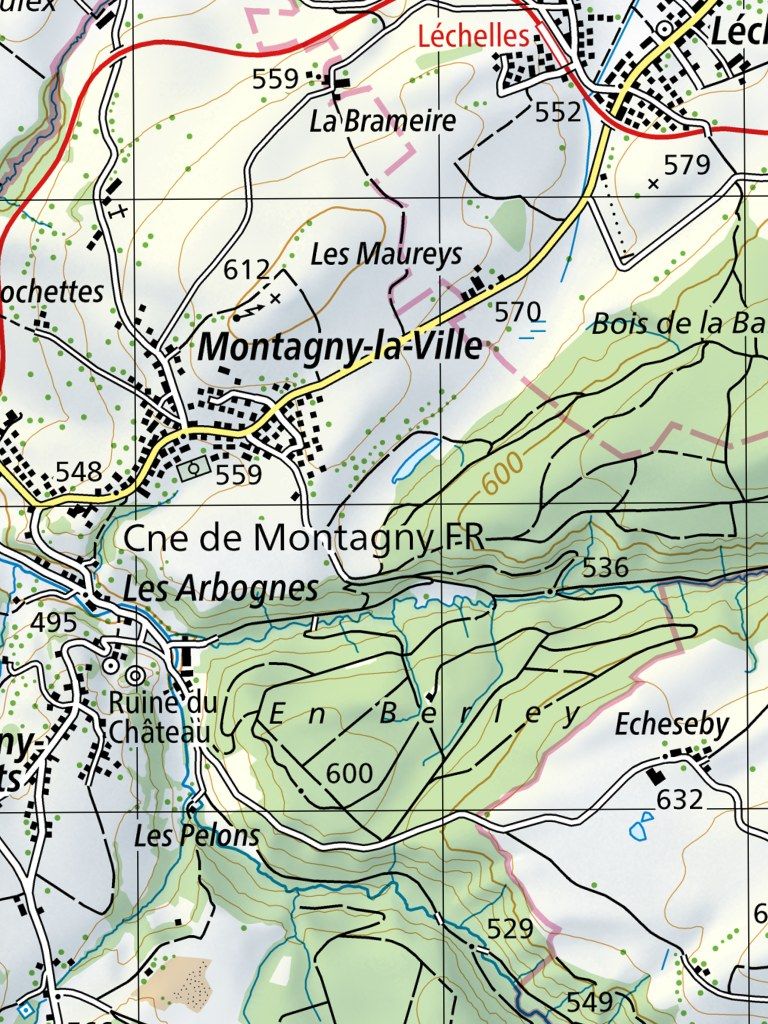 Léchelles
559
La Brameire
552
579
Les Maureys
612
570
Bois de la Ba
Montagny-la-Ville
548
559
600
Cne de Montagny FR
Les Arbognes
536
495
Ruine du
Château
En Berley
Echeseby
600
632
Les Pelons
529
549